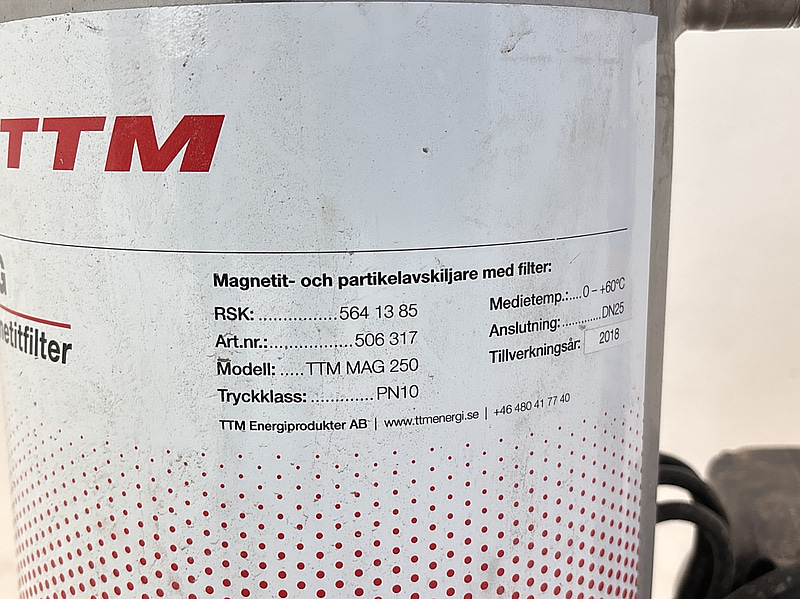 TTM
G
netitfilter
Magnetit- och partikelavskiljare med filter:
RSK: ...............564 13 85
Art.nr.:................506 317
Modell: .....TTM MAG 250
Tryckklass: ............PN10
Medietemp.:....0 – +60°C
Anslutning:............DN25
Tillverkningsår: 2018
TTM Energiprodukter AB | www.ttmenergi.se | +46 480 41 77 40